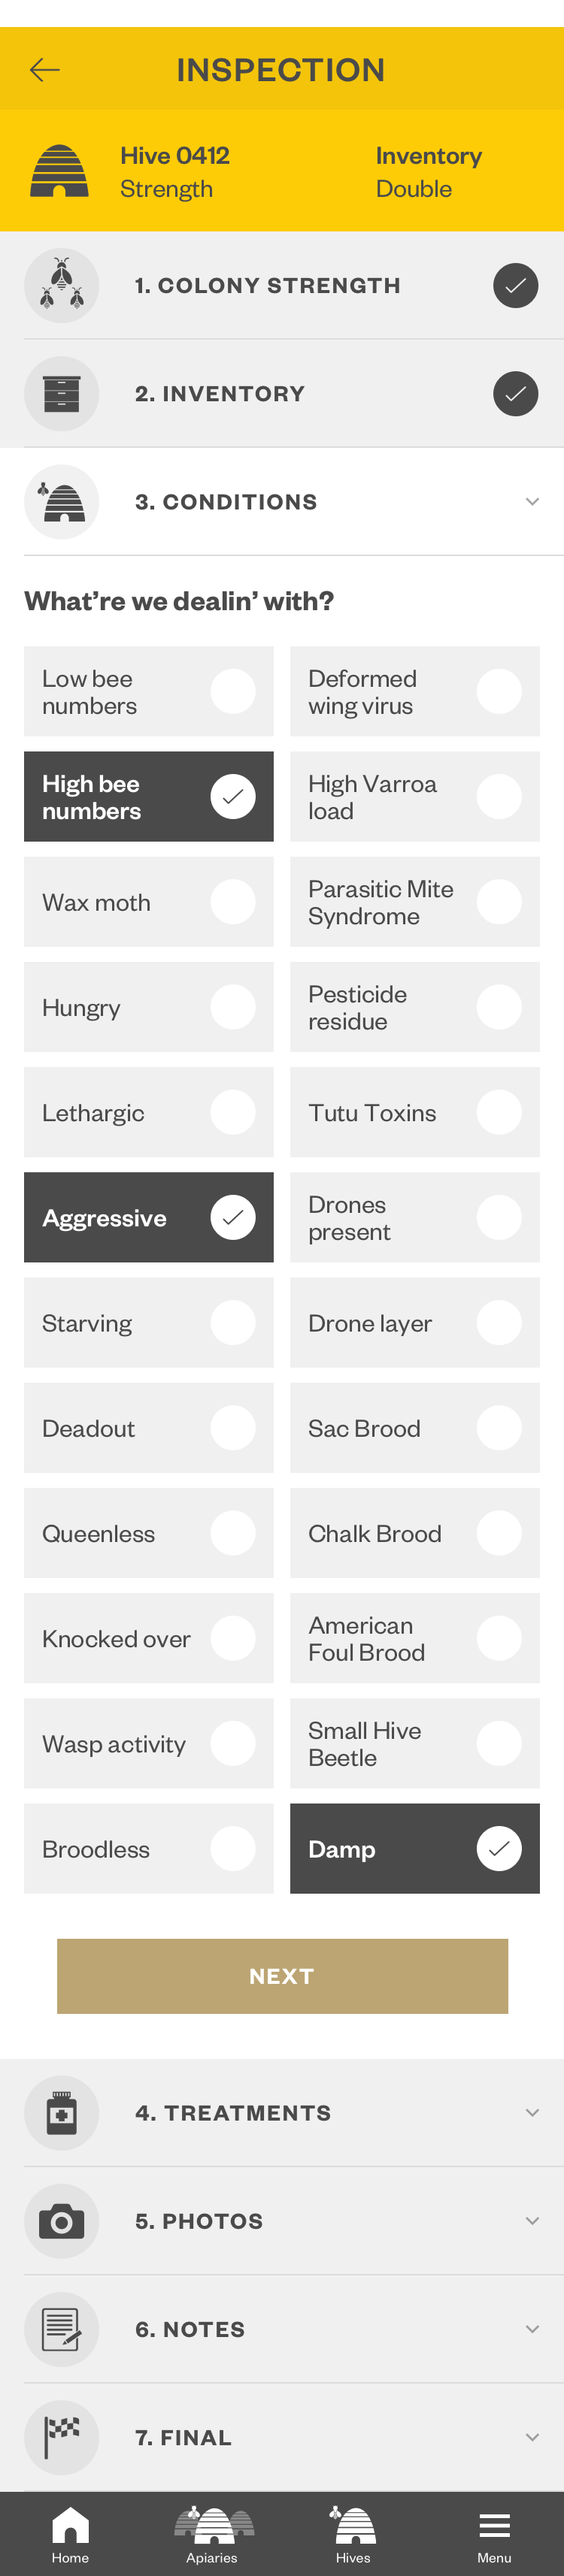 INSPECTION
Hive 0412
Strength
Inventory
Double
1. COLONY STRENGTH
2. INVENTORY
3. CONDITIONS
What’re we dealin’ with?
Low bee
numbers
Deformed
wing virus
High bee
numbers
High Varroa
load
Wax moth
Parasitic Mite
Syndrome
Hungry
Pesticide
residue
Lethargic
Tutu Toxins
Aggressive
Drones
present
Starving
Drone layer
Deadout
Sac Brood
Queenless
Chalk Brood
Knocked over
American
Foul Brood
Wasp activity
Small Hive
Beetle
Broodless
Damp
NEXT
4. TREATMENTS
5. PHOTOS
6. NOTES
7. FINAL
Home
Apiaries
Hives
Menu